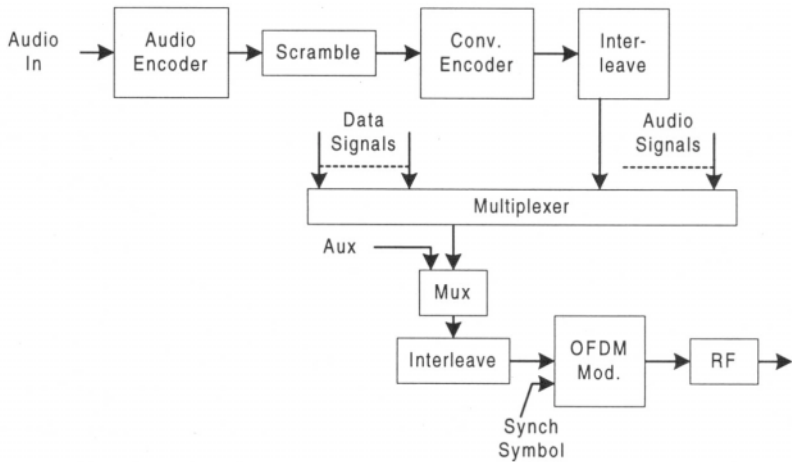 Audio
In
Audio
Encoder
Scramble
Conv.
Encoder
Inter-
leave
Data
Signals
Audio
Signals
Multiplexer
Aux
Mux
Interleave
OFDM
Mod.
RF
Synch
Symbol